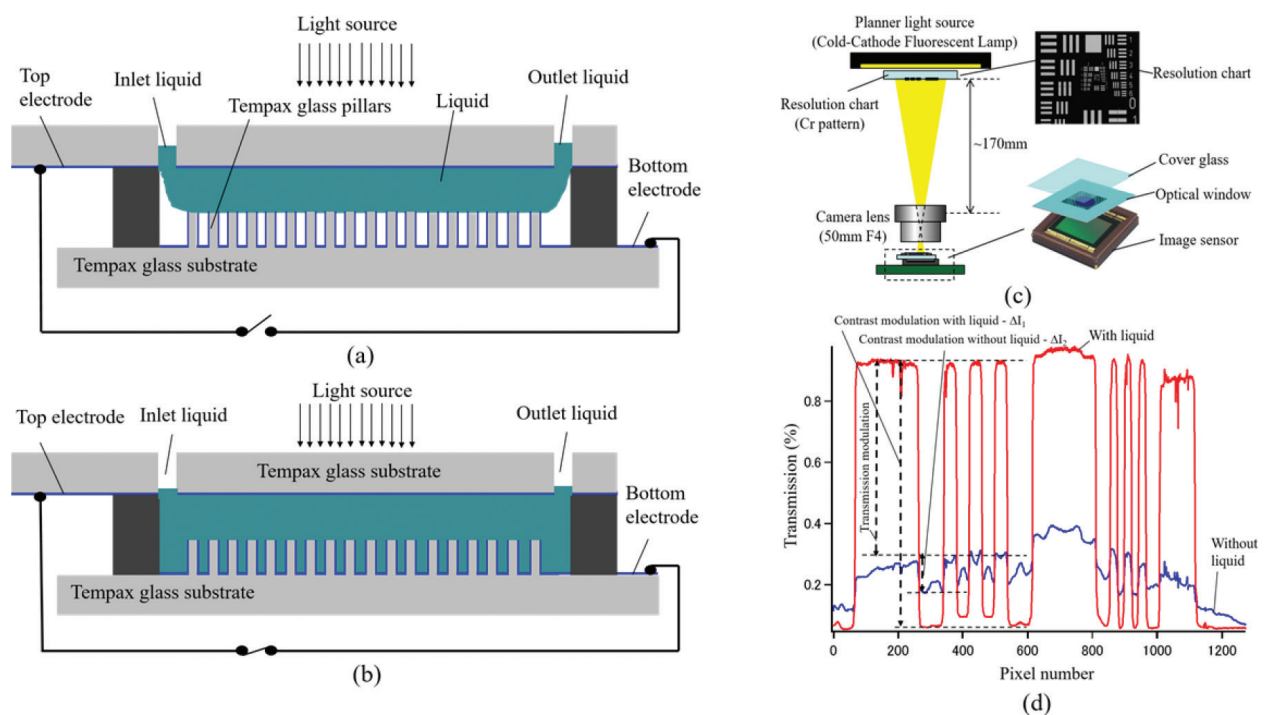 Light source
Inlet liquid
Outlet liquid
Top
electrode
Tempax glass pillars
Liquid
Bottom
electrode
Tempax glass substrate
(a)
Light source
Top electrode
Inlet liquid
Outlet liquid
Tempax glass substrate
Bottom
electrode
Tempax glass substrate
(b)
Planner light source
(Cold-Cathode Fluorescent Lamp)
Resolution chart
Resolution chart
(Cr pattern)
~170mm
Cover glass
Optical window
Camera lens
(50mm F4)
Image sensor
(c)
Contrast modulation with liquid - ΔI₁
Contrast modulation without liquid - ΔI₂
With liquid
Transmission modulation
Without
liquid
Transmission (%)
0.8
0.6
0.4
0.2
0
200
400
600
800
1000
1200
Pixel number
(d)